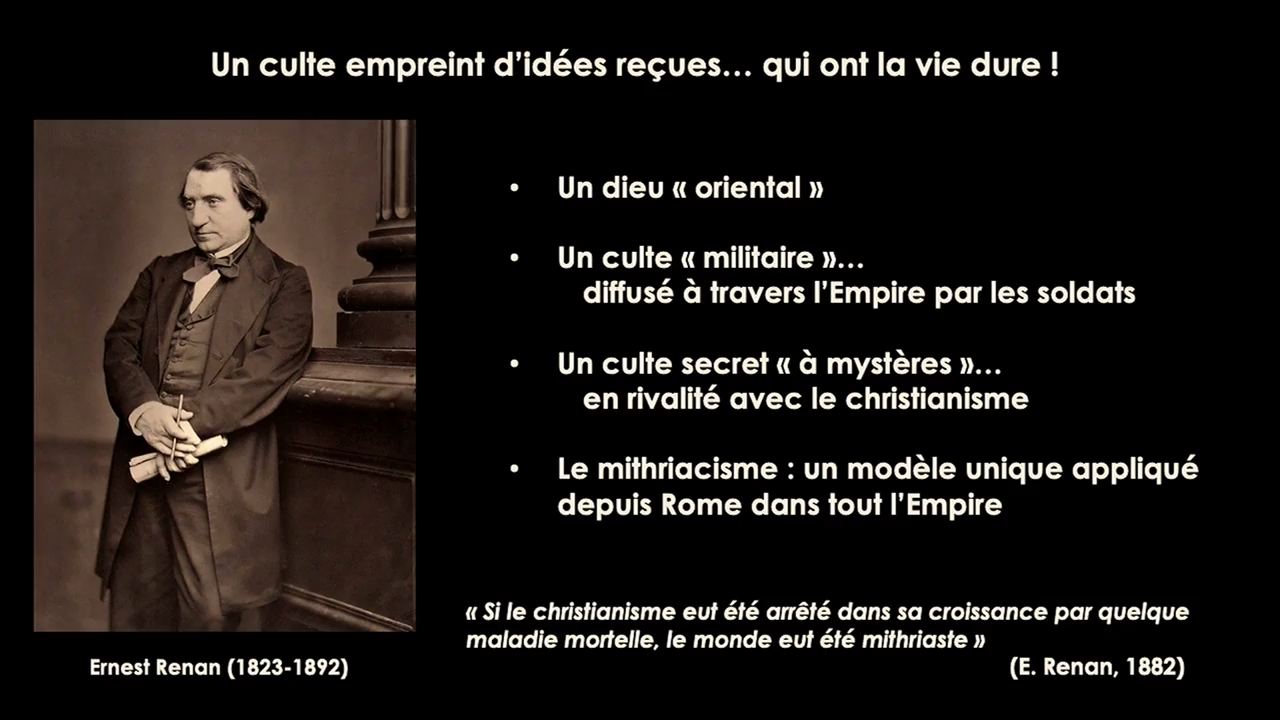 Un culte empreint d'idées reçues… qui ont la vie dure !
• Un dieu « oriental »
• Un culte « militaire »…
diffusé à travers l'Empire par les soldats
• Un culte secret « à mystères »…
en rivalité avec le christianisme
• Le mithriacisme : un modèle unique appliqué
depuis Rome dans tout l'Empire
« Si le christianisme eut été arrêté dans sa croissance par quelque
maladie mortelle, le monde eut été mithriaste »
(E. Renan, 1882)
Ernest Renan (1823-1892)